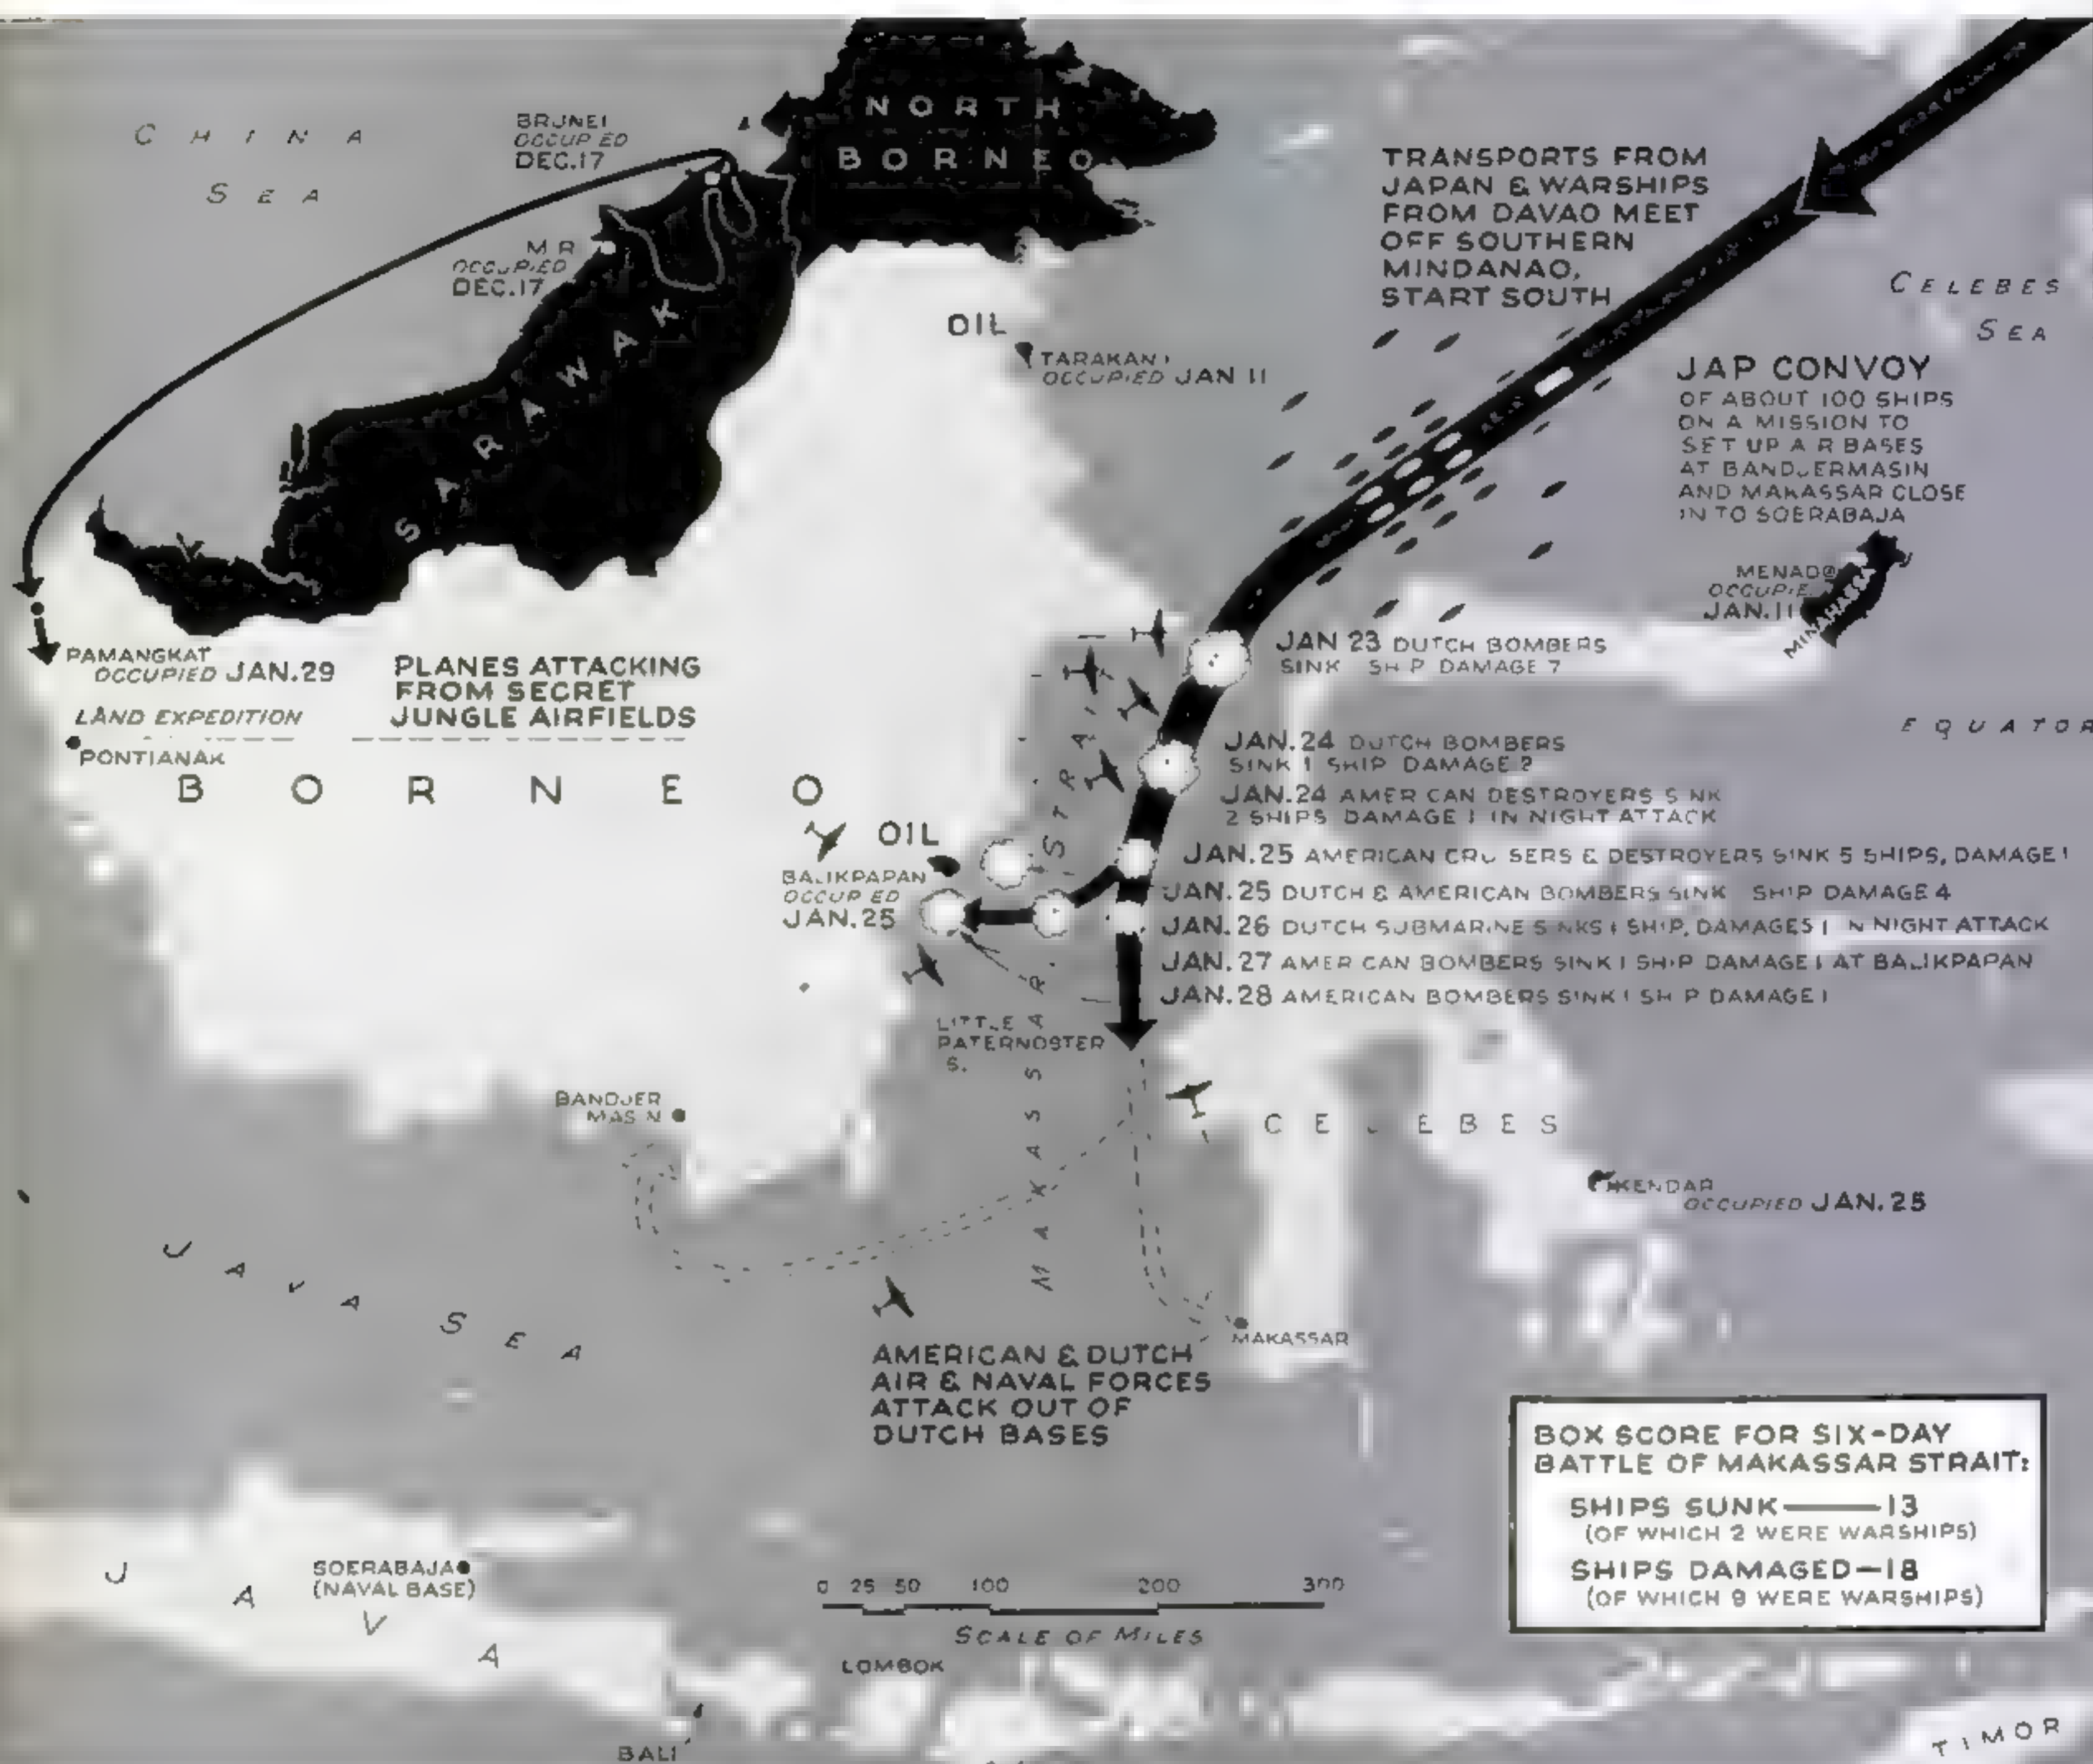 CHINA
SEA
BRUNEI
OCCUPIED
DEC.17
NORTH
BORNEO
OCCUPIED
DEC.17
SARAWAK
TRANSPORTS FROM
JAPAN & WARSHIPS
FROM DAVAO MEET
OFF SOUTHERN
MINDANAO,
START SOUTH
CELEBES
SEA
OIL
TARAKAN
OCCUPIED JAN 11
JAP CONVOY
OF ABOUT 100 SHIPS
ON A MISSION TO
SET UP AIR BASES
AT BANDJERMASIN
AND MAKASSAR CLOSE
IN TO SOERABAJA
MENADO
OCCUPIED
JAN.11
MINAHASSA
PAMANGKAT
OCCUPIED JAN.29
LAND EXPEDITION
PONTIANAK
PLANES ATTACKING
FROM SECRET
JUNGLE AIRFIELDS
BORNEO
EQUATOR
JAN 23 DUTCH BOMBERS
SINK SHIP DAMAGE 7
JAN.24 DUTCH BOMBERS
SINK 1 SHIP DAMAGE 2
JAN.24 AMERICAN DESTROYERS SINK
2 SHIPS DAMAGE 1 IN NIGHT ATTACK
JAN.25 AMERICAN CRUISERS & DESTROYERS SINK 5 SHIPS, DAMAGE 1
JAN.25 DUTCH & AMERICAN BOMBERS SINK SHIP DAMAGE 4
JAN.26 DUTCH SUBMARINE SINKS 1 SHIP, DAMAGES 1 IN NIGHT ATTACK
JAN.27 AMERICAN BOMBERS SINK 1 SHIP DAMAGE 1 AT BALIKPAPAN
JAN.28 AMERICAN BOMBERS SINK 1 SHIP DAMAGE 1
OIL
BALIKPAPAN
OCCUPIED
JAN.25
MAKASSAR STRAIT
LITTLE
PATERNOSTER
S.
BANDJER
MASIN
CELEBES
KENDARI
OCCUPIED JAN.25
JAVA SEA
MAKASSAR
AMERICAN & DUTCH
AIR & NAVAL FORCES
ATTACK OUT OF
DUTCH BASES
BOX SCORE FOR SIX-DAY
BATTLE OF MAKASSAR STRAIT:
SHIPS SUNK—13
(OF WHICH 2 WERE WARSHIPS)
SHIPS DAMAGED—18
(OF WHICH 9 WERE WARSHIPS)
JAVA
SOERABAJA
(NAVAL BASE)
0 25 50 100 200 300
SCALE OF MILES
LOMBOK
BALI
TIMOR